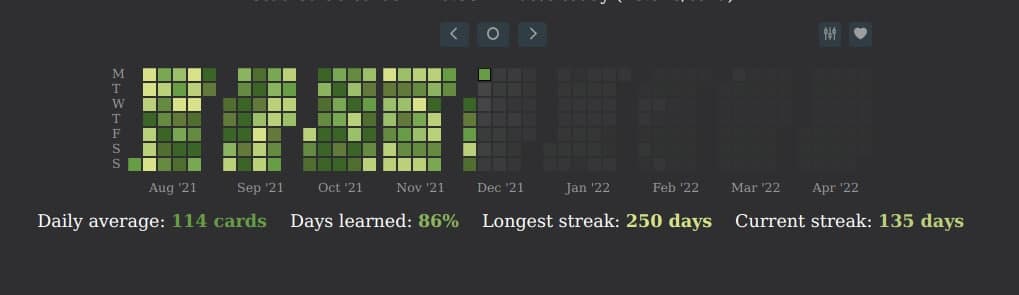 M
T
W
T
F
S
S
Aug '21 Sep '21 Oct '21 Nov '21 Dec '21 Jan '22 Feb '22 Mar '22 Apr '22
Daily average: 114 cards Days learned: 86% Longest streak: 250 days Current streak: 135 days